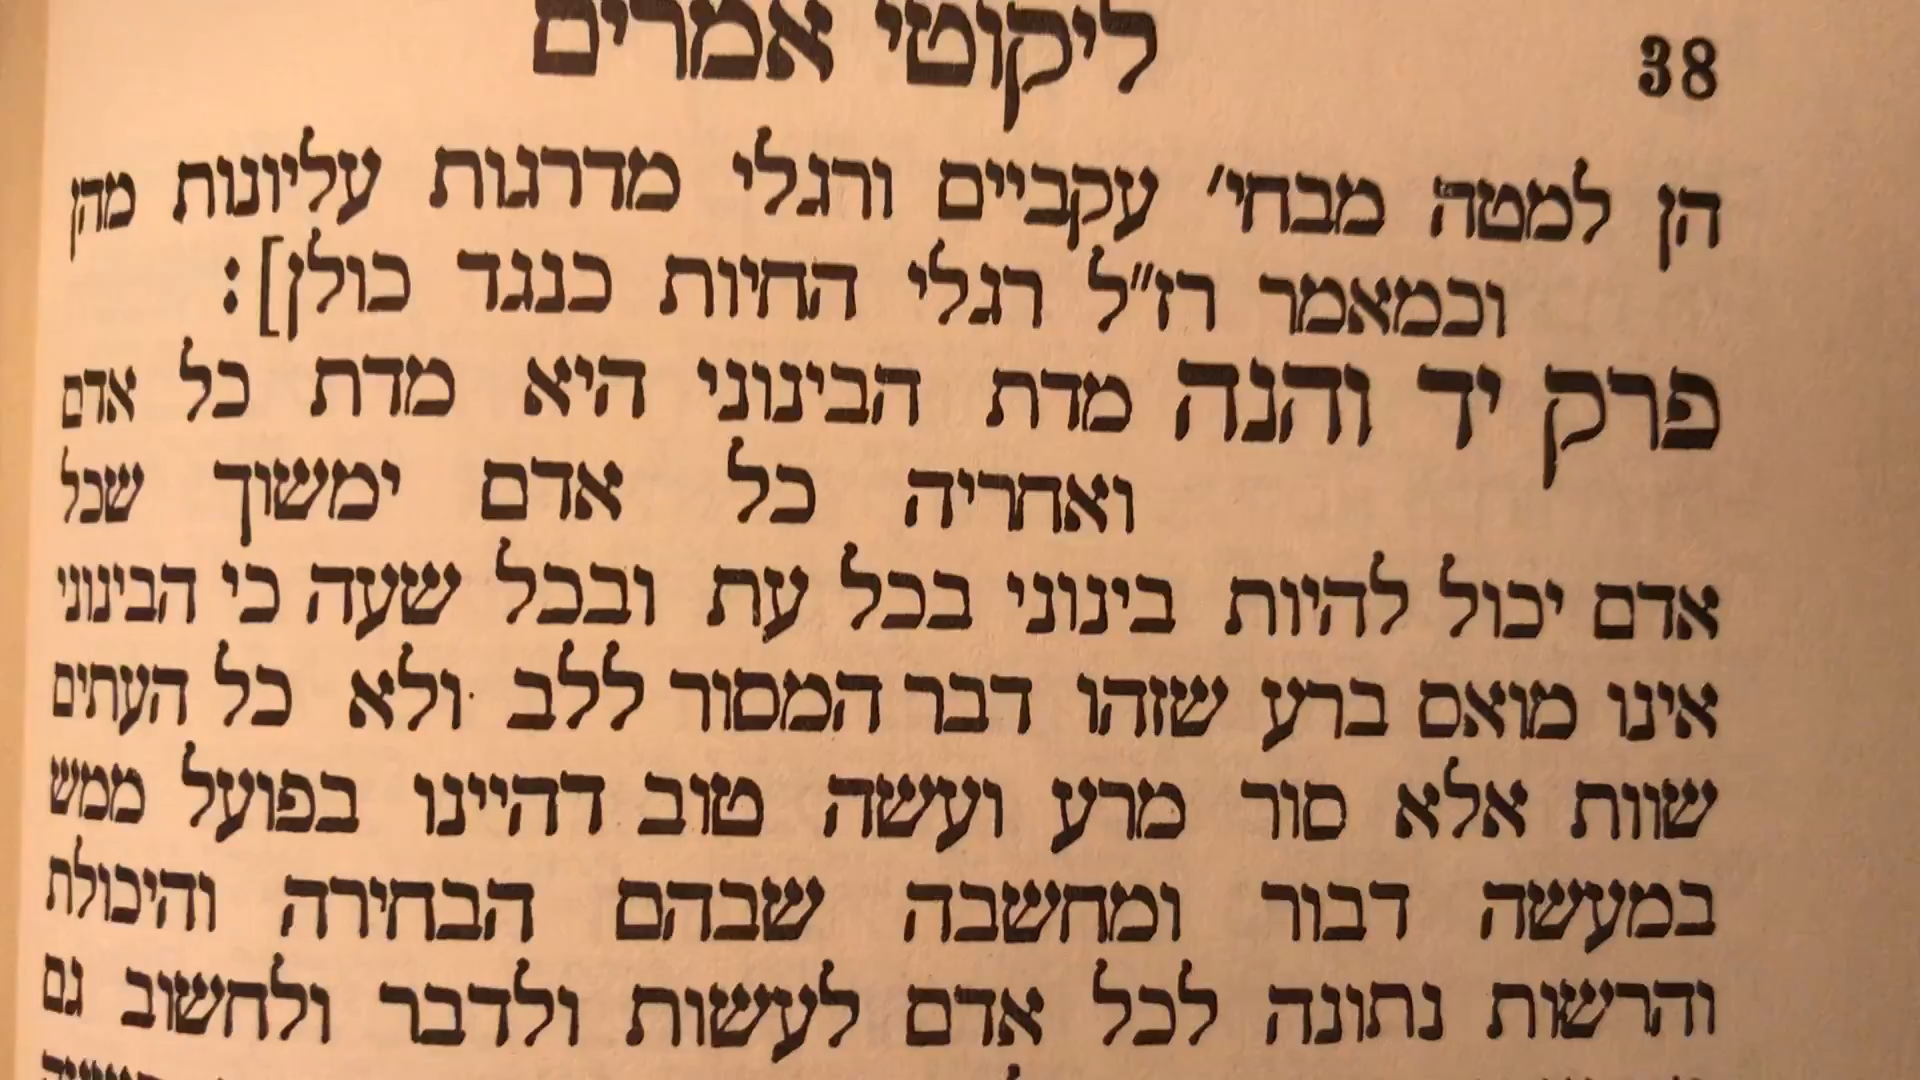 ליקוטי אמרים 38
הן למטה מבחי׳ עקביים ורגלי מדרגות עליונות מהן
וכמאמר רז״ל רגלי החיות כנגד כולן]:
פרק יד והנה מדת הבינוני היא מדת כל אדם
ואחריה כל אדם ימשוך שכל
אדם יכול להיות בינוני בכל עת ובכל שעה כי הבינוני
אינו מואס ברע שזהו דבר המסור ללב ולא כל העתים
שוות אלא סור מרע ועשה טוב דהיינו בפועל ממש
במעשה דבור ומחשבה שבהם הבחירה והיכולת
והרשות נתונה לכל אדם לעשות ולדבר ולחשוב גם